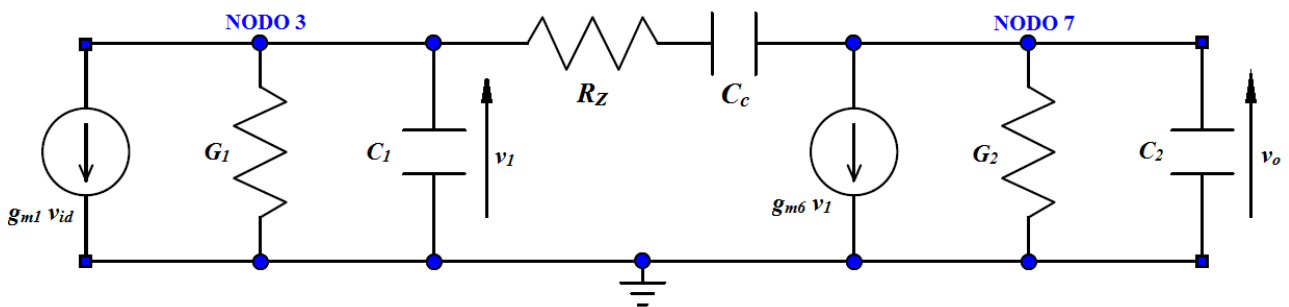 NODO 3
NODO 7
R_Z
C_c
G_1
C_1
v_1
G_2
C_2
v_o
g_m1 v_id
g_m6 v_1